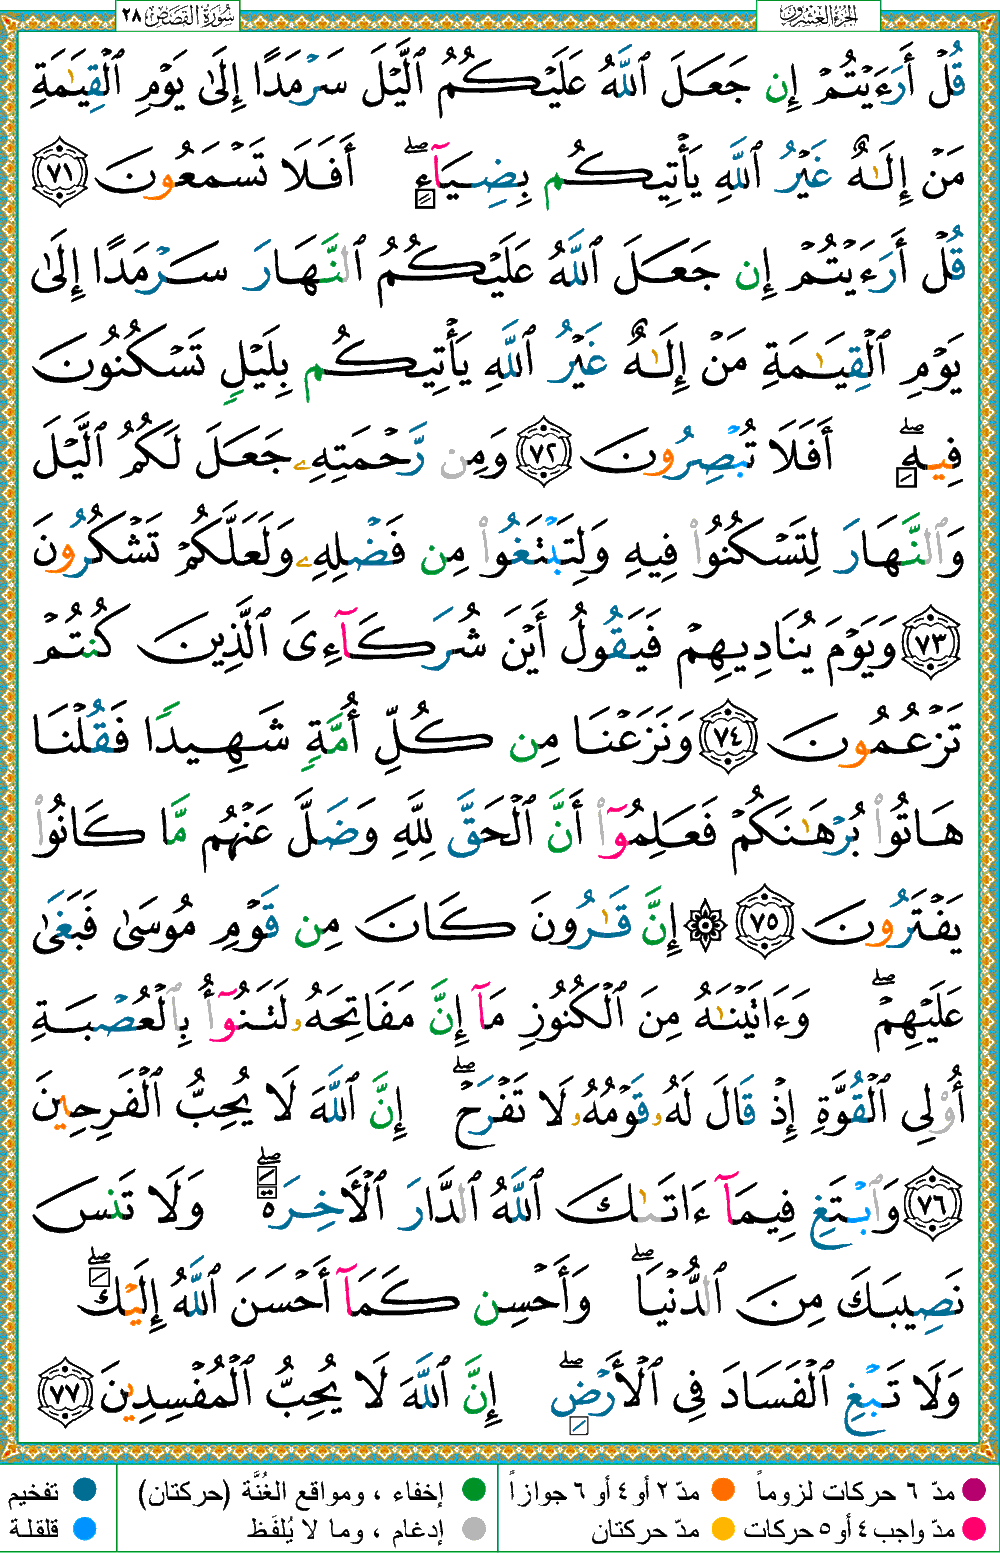 سُورَةُ القَصَصِ ٢٨
الجزء العشرون
قُلْ أَرَءَيْتُمْ إِن جَعَلَ ٱللَّهُ عَلَيْكُمُ ٱلَّيْلَ سَرْمَدًا إِلَىٰ يَوْمِ ٱلْقِيَـٰمَةِ
مَنْ إِلَـٰهٌ غَيْرُ ٱللَّهِ يَأْتِيكُم بِضِيَآءٍ ۖ أَفَلَا تَسْمَعُونَ ٧١
قُلْ أَرَءَيْتُمْ إِن جَعَلَ ٱللَّهُ عَلَيْكُمُ ٱلنَّهَارَ سَرْمَدًا إِلَىٰ
يَوْمِ ٱلْقِيَـٰمَةِ مَنْ إِلَـٰهٌ غَيْرُ ٱللَّهِ يَأْتِيكُم بِلَيْلٍ تَسْكُنُونَ
فِيهِ ۖ أَفَلَا تُبْصِرُونَ ٧٢ وَمِن رَّحْمَتِهِۦ جَعَلَ لَكُمُ ٱلَّيْلَ
وَٱلنَّهَارَ لِتَسْكُنُوا۟ فِيهِ وَلِتَبْتَغُوا۟ مِن فَضْلِهِۦ وَلَعَلَّكُمْ تَشْكُرُونَ
٧٣ وَيَوْمَ يُنَادِيهِمْ فَيَقُولُ أَيْنَ شُرَكَآءِىَ ٱلَّذِينَ كُنتُمْ
تَزْعُمُونَ ٧٤ وَنَزَعْنَا مِن كُلِّ أُمَّةٍ شَهِيدًا فَقُلْنَا
هَاتُوا۟ بُرْهَـٰنَكُمْ فَعَلِمُوٓا۟ أَنَّ ٱلْحَقَّ لِلَّهِ وَضَلَّ عَنْهُم مَّا كَانُوا۟
يَفْتَرُونَ ٧٥ ۞ إِنَّ قَـٰرُونَ كَانَ مِن قَوْمِ مُوسَىٰ فَبَغَىٰ
عَلَيْهِمْ ۖ وَءَاتَيْنَـٰهُ مِنَ ٱلْكُنُوزِ مَآ إِنَّ مَفَاتِحَهُۥ لَتَنُوٓأُ بِٱلْعُصْبَةِ
أُو۟لِى ٱلْقُوَّةِ إِذْ قَالَ لَهُۥ قَوْمُهُۥ لَا تَفْرَحْ ۖ إِنَّ ٱللَّهَ لَا يُحِبُّ ٱلْفَرِحِينَ
٧٦ وَٱبْتَغِ فِيمَآ ءَاتَىٰكَ ٱللَّهُ ٱلدَّارَ ٱلْـَٔاخِرَةَ ۖ وَلَا تَنسَ
نَصِيبَكَ مِنَ ٱلدُّنْيَا ۖ وَأَحْسِن كَمَآ أَحْسَنَ ٱللَّهُ إِلَيْكَ ۖ
وَلَا تَبْغِ ٱلْفَسَادَ فِى ٱلْأَرْضِ ۖ إِنَّ ٱللَّهَ لَا يُحِبُّ ٱلْمُفْسِدِينَ ٧٧
مدّ ٦ حركات لزوماً مدّ ٢ أو ٤ أو ٦ جوازاً إخفاء ، ومواقع الغُنَّة (حركتان) تفخيم
مدّ واجب ٤ أو ٥ حركات مدّ حركتان إدغام ، وما لا يُلفَظ قلقلة